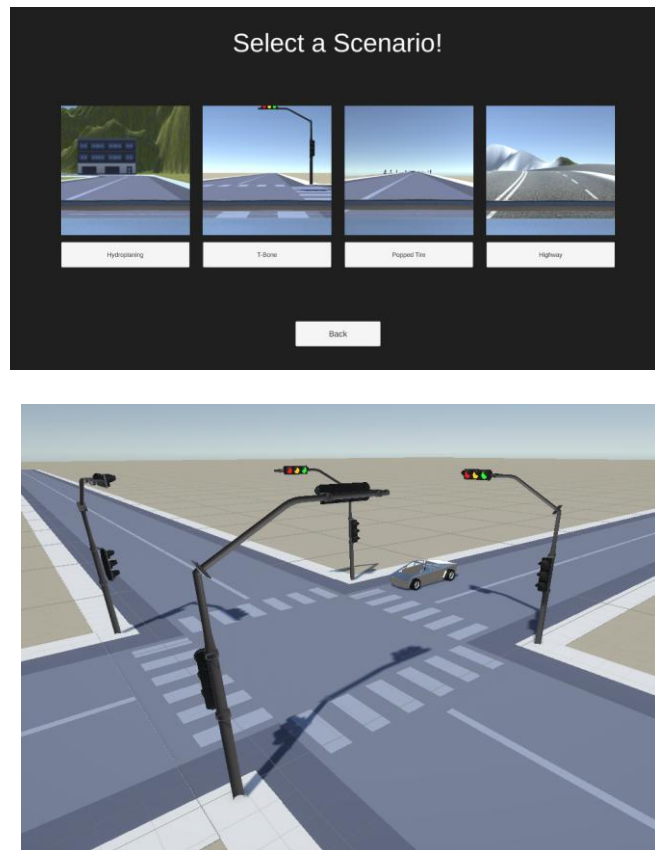 Select a Scenario!
Hydroplaning
T-Bone
Popped Tire
Highway
Back